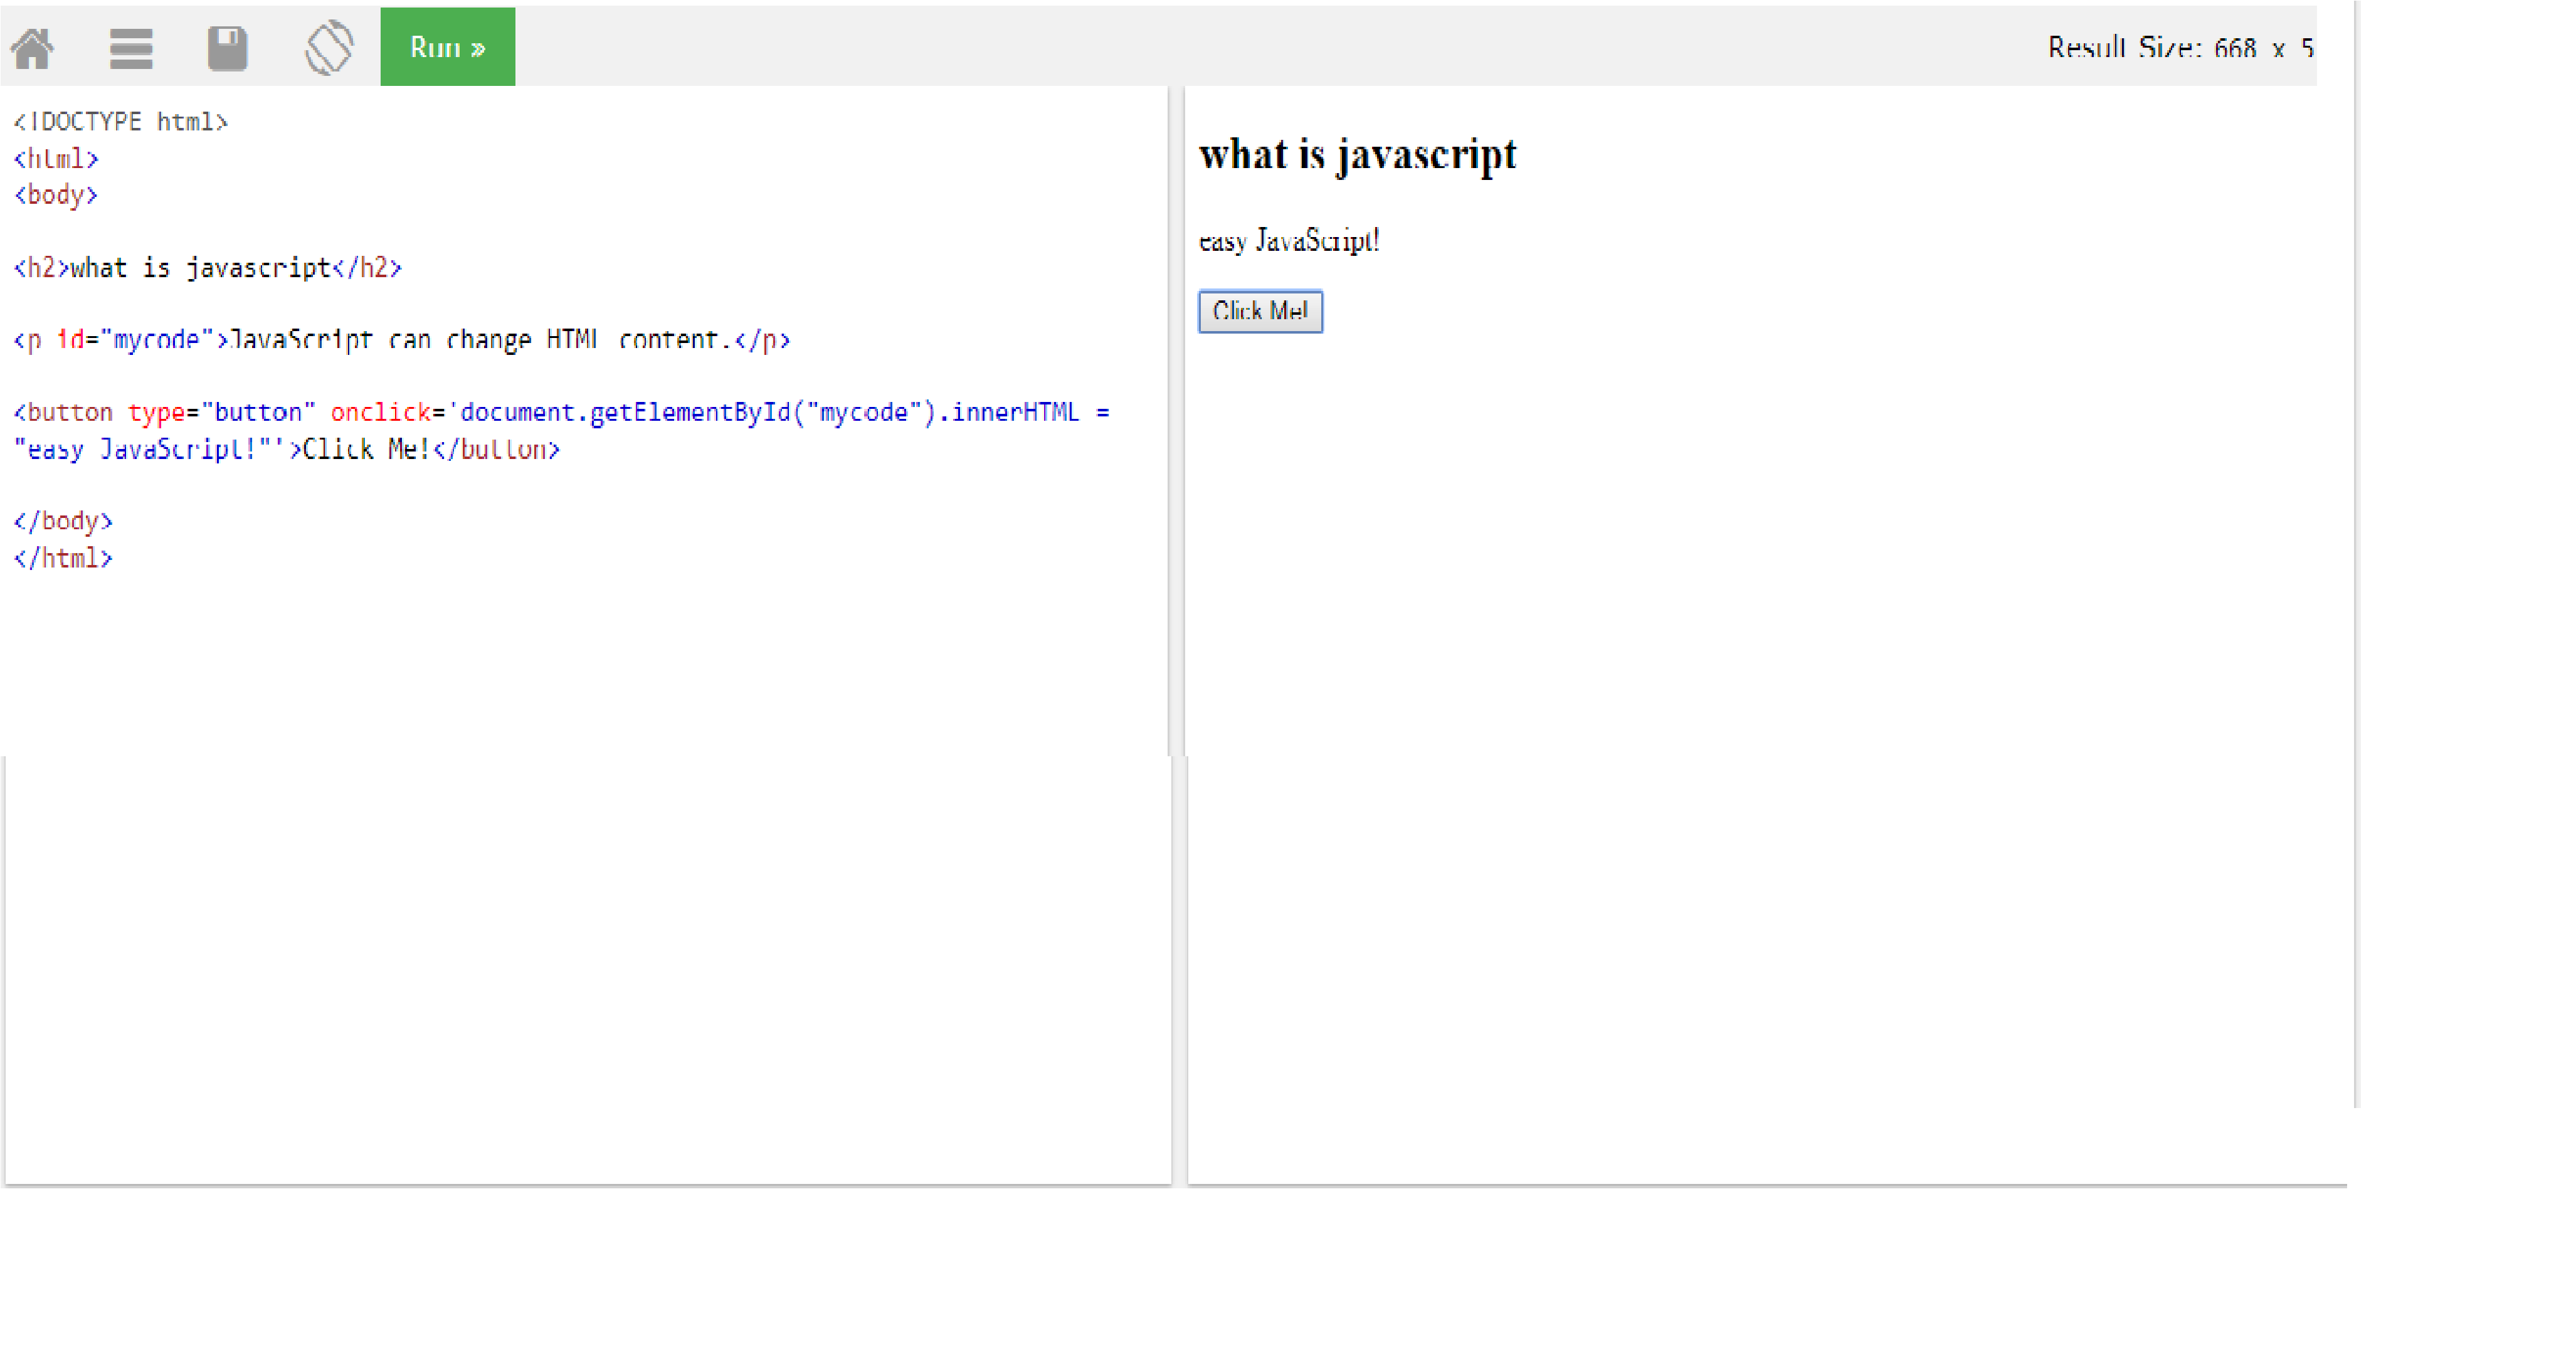 Run »
Result Size: 668 x 5
<!DOCTYPE html>
<html>
<body>
<h2>what is javascript</h2>
<p id="mycode">JavaScript can change HTML content.</p>
<button type="button" onclick='document.getElementById("mycode").innerHTML =
"easy JavaScript!"'>Click Me!</button>
</body>
</html>
what is javascript
easy JavaScript!
Click Me!